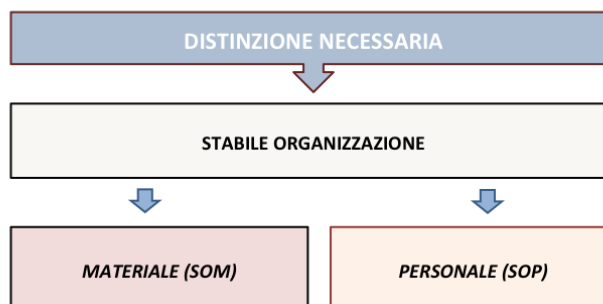 DISTINZIONE NECESSARIA
STABILE ORGANIZZAZIONE
MATERIALE (SOM)
PERSONALE (SOP)